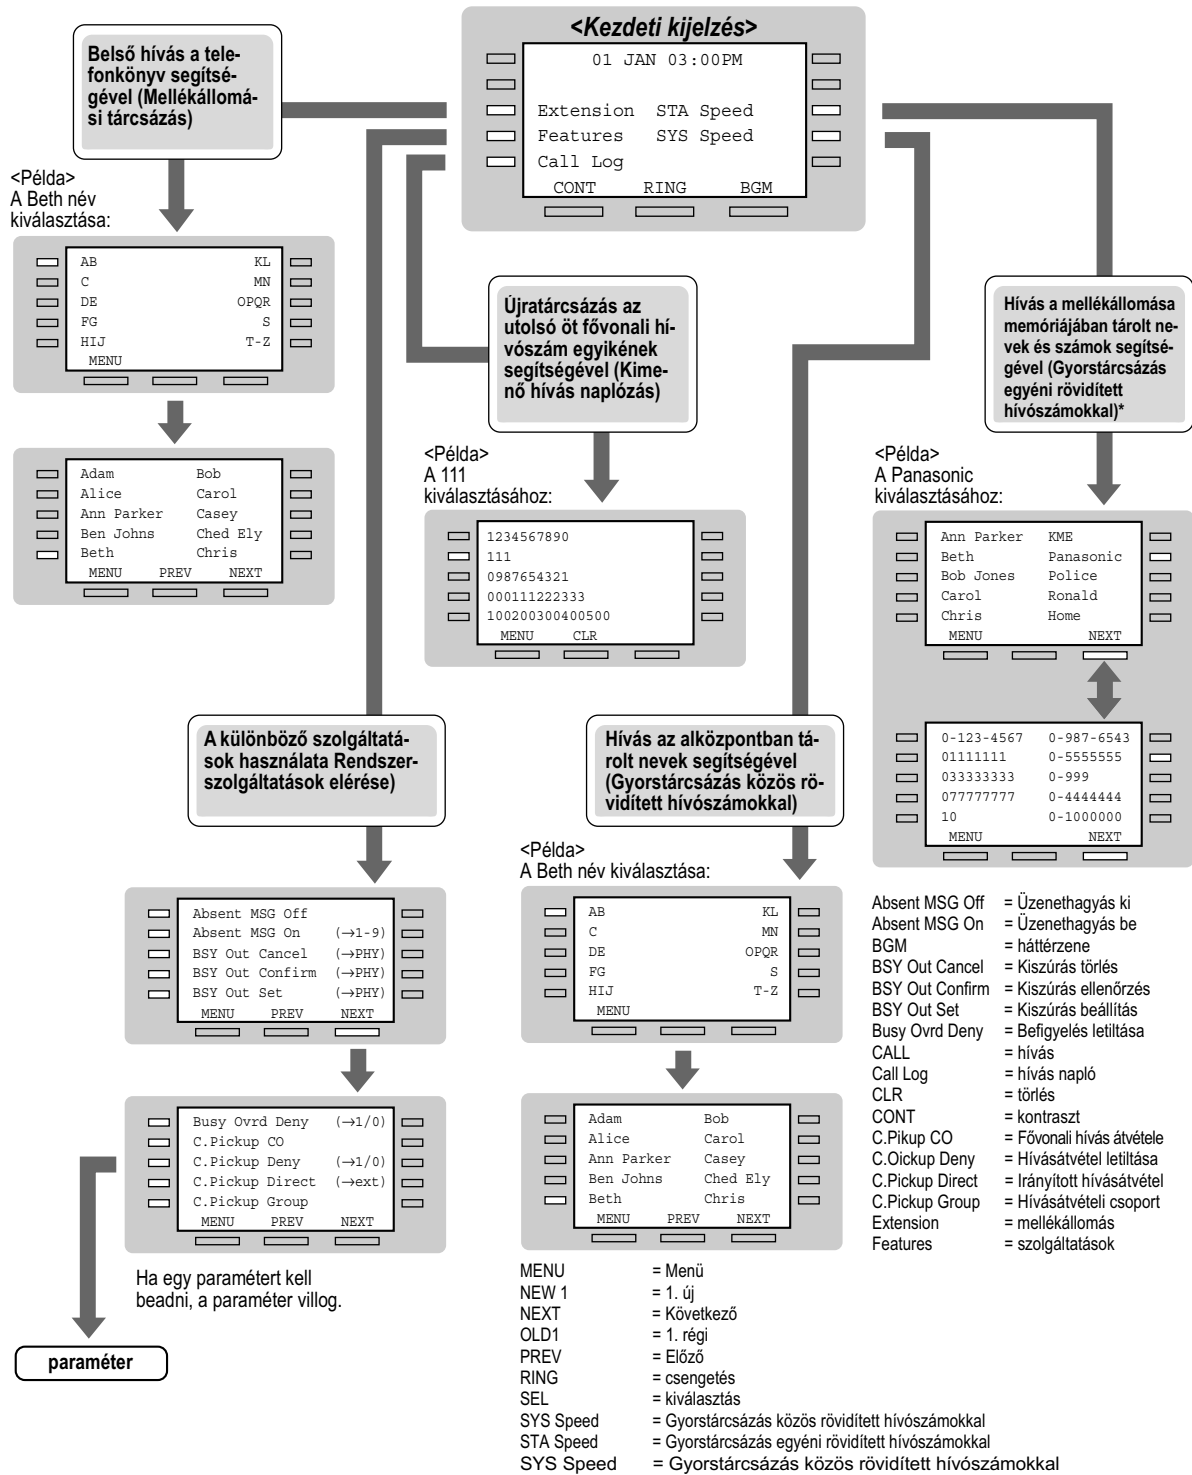 <Kezdeti kijelzés>
01 JAN 03:00PM
Extension STA Speed
Features SYS Speed
Call Log
CONT RING BGM
Belső hívás a tele-
fonkönyv segítsé-
gével (Mellékállomá-
si tárcsázás)
<Példa>
A Beth név
kiválasztása:
AB KL
C MN
DE OPQR
FG S
HIJ T-Z
MENU
Adam Bob
Alice Carol
Ann Parker Casey
Ben Johns Ched Ely
Beth Chris
MENU PREV NEXT
Újratárcsázás az
utolsó öt fővonali hí-
vószám egyikének
segítségével (Kime-
nő hívás naplózás)
<Példa>
A 111
kiválasztásához:
1234567890
111
0987654321
000111222333
100200300400500
MENU CLR
Hívás a mellékállomása
memóriájában tárolt ne-
vek és számok segítsé-
gével (Gyorstárcsázás
egyéni rövidített
hívószámokkal)*
<Példa>
A Panasonic
kiválasztásához:
Ann Parker KME
Beth Panasonic
Bob Jones Police
Carol Ronald
Chris Home
MENU NEXT
0-123-4567 0-987-6543
01111111 0-5555555
033333333 0-999
077777777 0-4444444
10 0-1000000
MENU NEXT
A különböző szolgáltatá-
sok használata Rendszer-
szolgáltatások elérése)
Absent MSG Off
Absent MSG On (→1-9)
BSY Out Cancel (→PHY)
BSY Out Confirm (→PHY)
BSY Out Set (→PHY)
MENU PREV NEXT
Busy Ovrd Deny (→1/0)
C.Pickup CO
C.Pickup Deny (→1/0)
C.Pickup Direct (→ext)
C.Pickup Group
MENU PREV NEXT
Ha egy paramétert kell
beadni, a paraméter villog.
paraméter
Hívás az alközpontban tá-
rolt nevek segítségével
(Gyorstárcsázás közös rö-
vidített hívószámokkal)
<Példa>
A Beth név kiválasztása:
AB KL
C MN
DE OPQR
FG S
HIJ T-Z
MENU
Adam Bob
Alice Carol
Ann Parker Casey
Ben Johns Ched Ely
Beth Chris
MENU PREV NEXT
MENU = Menü
NEW 1 = 1. új
NEXT = Következő
OLD1 = 1. régi
PREV = Előző
RING = csengetés
SEL = kiválasztás
SYS Speed = Gyorstárcsázás közös rövidített hívószámokkal
STA Speed = Gyorstárcsázás egyéni rövidített hívószámokkal
SYS Speed = Gyorstárcsázás közös rövidített hívószámokkal
Absent MSG Off = Üzenethagyás ki
Absent MSG On = Üzenethagyás be
BGM = háttérzene
BSY Out Cancel = Kiszúrás törlés
BSY Out Confirm = Kiszúrás ellenőrzés
BSY Out Set = Kiszúrás beállítás
Busy Ovrd Deny = Befigyelés letiltása
CALL = hívás
Call Log = hívás napló
CLR = törlés
CONT = kontraszt
C.Pikup CO = Fővonali hívás átvétele
C.Oickup Deny = Hívásátvétel letiltása
C.Pickup Direct = Irányított hívásátvétel
C.Pickup Group = Hívásátvételi csoport
Extension = mellékállomás
Features = szolgáltatások